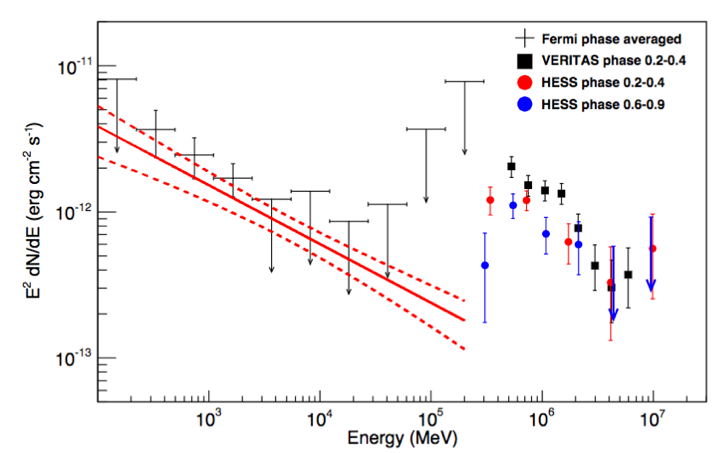 Fermi phase averaged
VERITAS phase 0.2-0.4
HESS phase 0.2-0.4
HESS phase 0.6-0.9
E² dN/dE (erg cm⁻² s⁻¹)
10⁻¹¹
10⁻¹²
10⁻¹³
10³ 10⁴ 10⁵ 10⁶ 10⁷
Energy (MeV)